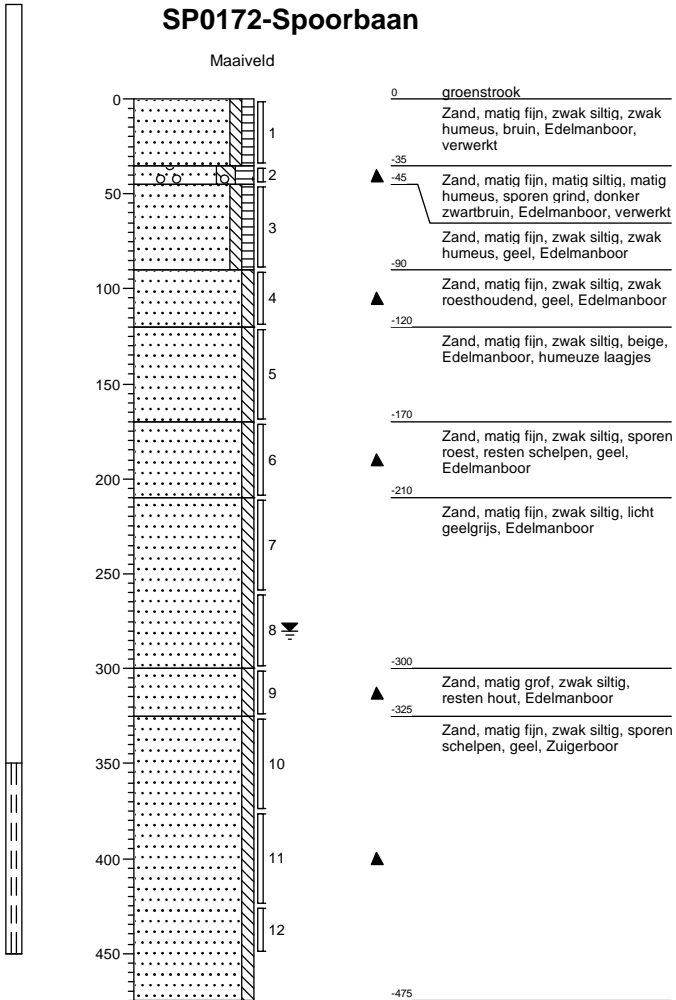 SP0172-Spoorbaan
Maaiveld
0
50
100
150
200
250
300
350
400
450
1
2
3
4
5
6
7
8
9
10
11
12
0
groenstrook
Zand, matig fijn, zwak siltig, zwak
humeus, bruin, Edelmanboor,
verwerkt
-35
Zand, matig fijn, matig siltig, matig
humeus, sporen grind, donker
zwartbruin, Edelmanboor, verwerkt
-45
Zand, matig fijn, zwak siltig, zwak
humeus, geel, Edelmanboor
-90
Zand, matig fijn, zwak siltig, zwak
roesthoudend, geel, Edelmanboor
-120
Zand, matig fijn, zwak siltig, beige,
Edelmanboor, humeuze laagjes
-170
Zand, matig fijn, zwak siltig, sporen
roest, resten schelpen, geel,
Edelmanboor
-210
Zand, matig fijn, zwak siltig, licht
geelgrijs, Edelmanboor
-300
Zand, matig grof, zwak siltig,
resten hout, Edelmanboor
-325
Zand, matig fijn, zwak siltig, sporen
schelpen, geel, Zuigerboor
-475